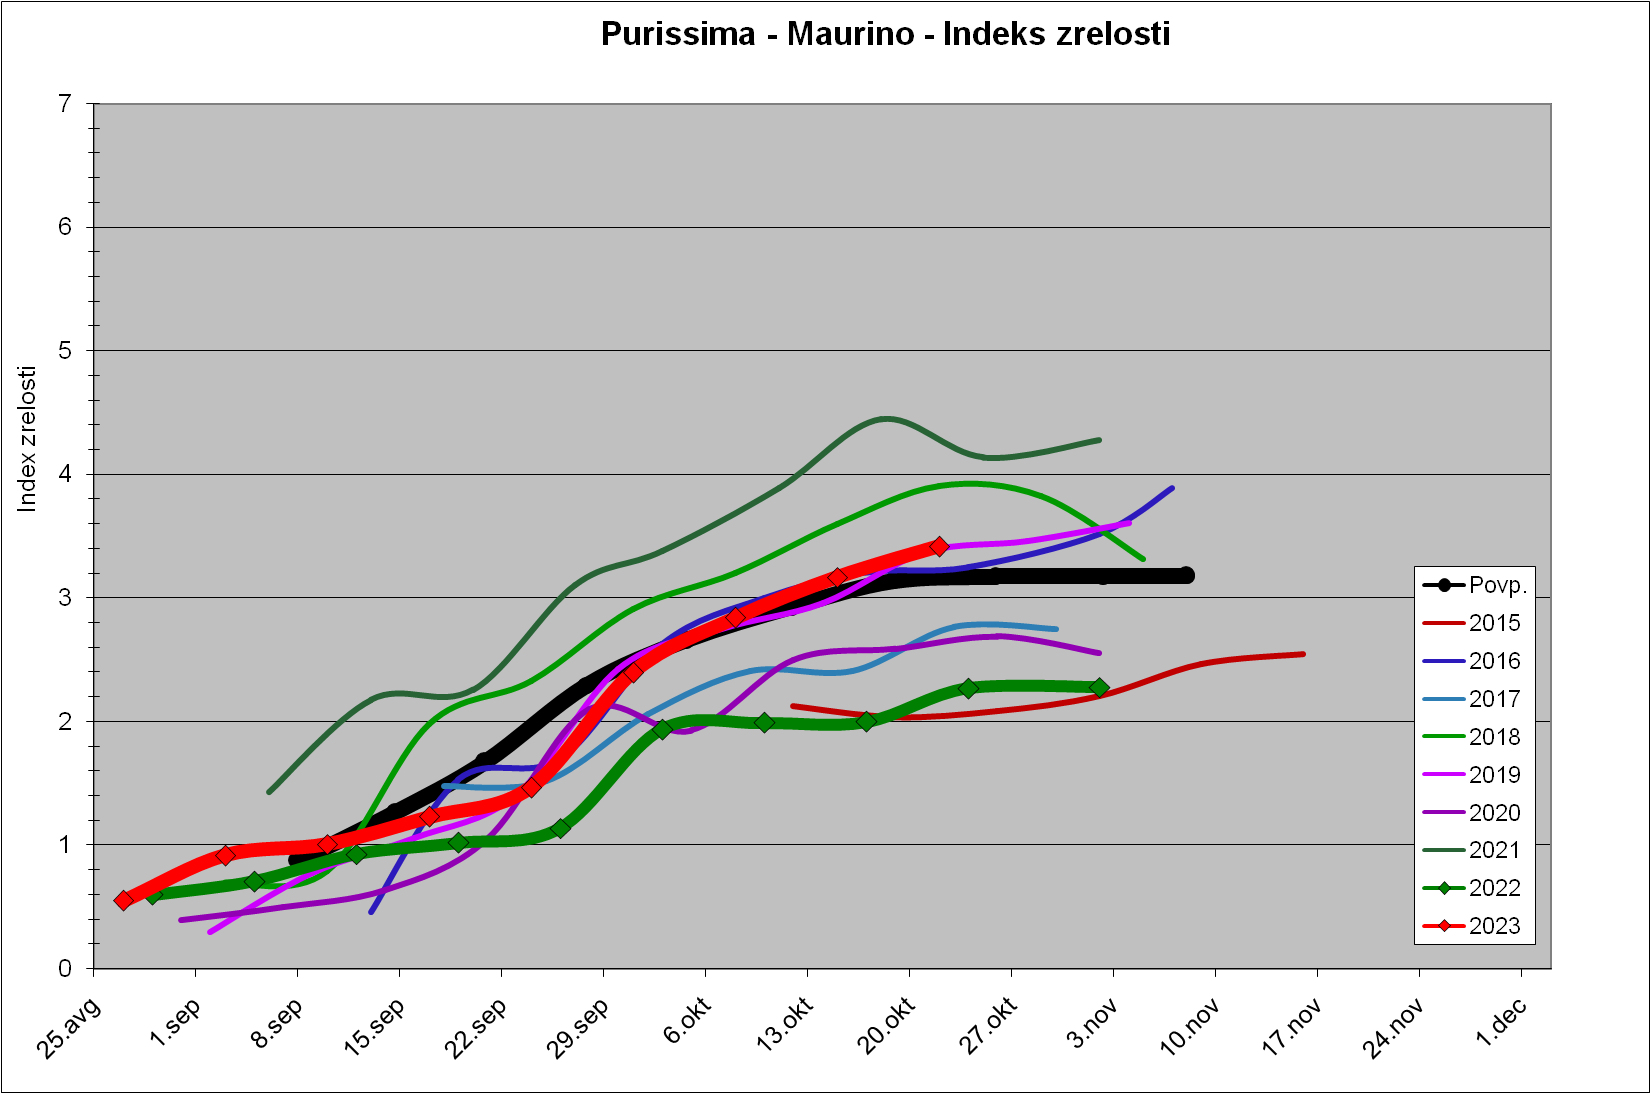 Purissima - Maurino - Indeks zrelosti
Index zrelosti
7
6
5
4
3
2
1
0
25.avg
1.sep
8.sep
15.sep
22.sep
29.sep
6.okt
13.okt
20.okt
27.okt
3.nov
10.nov
17.nov
24.nov
1.dec
Povp.
2015
2016
2017
2018
2019
2020
2021
2022
2023